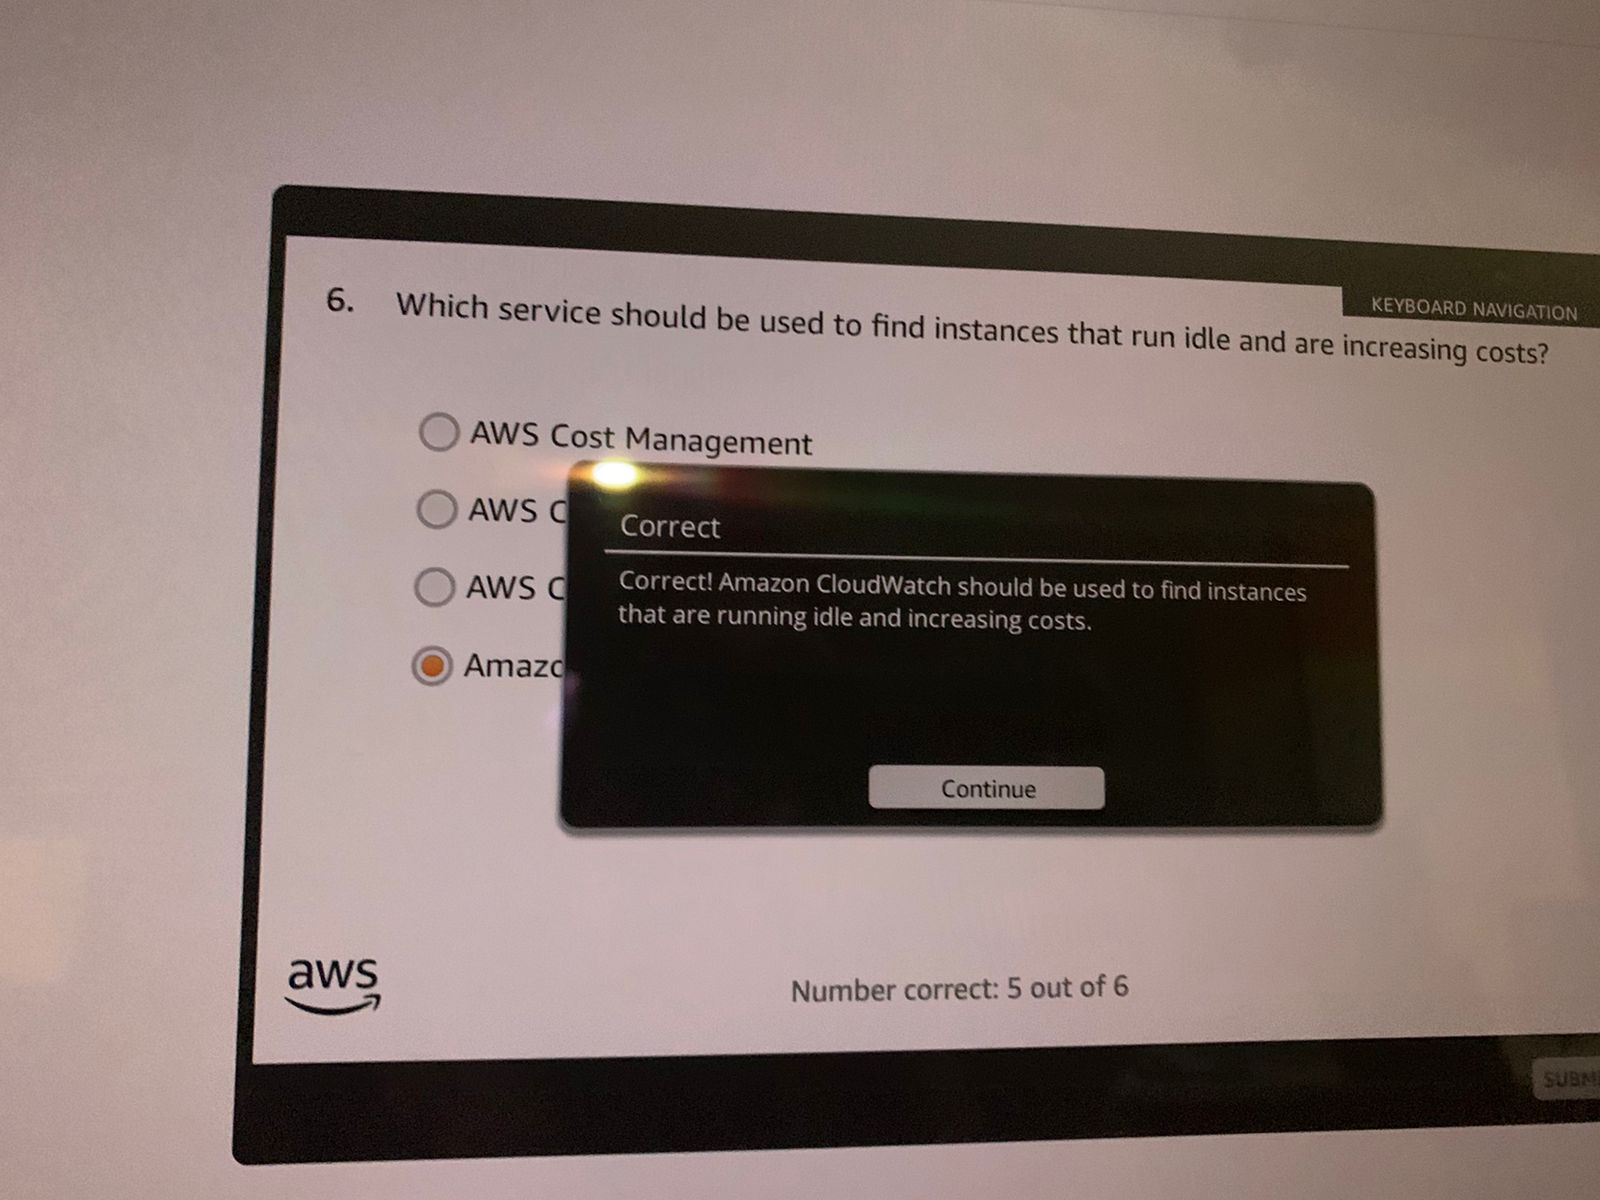 KEYBOARD NAVIGATION
6. Which service should be used to find instances that run idle and are increasing costs?
AWS Cost Management
AWS C
AWS C
Amazo
Correct
Correct! Amazon CloudWatch should be used to find instances
that are running idle and increasing costs.
Continue
aws
Number correct: 5 out of 6
SUBM